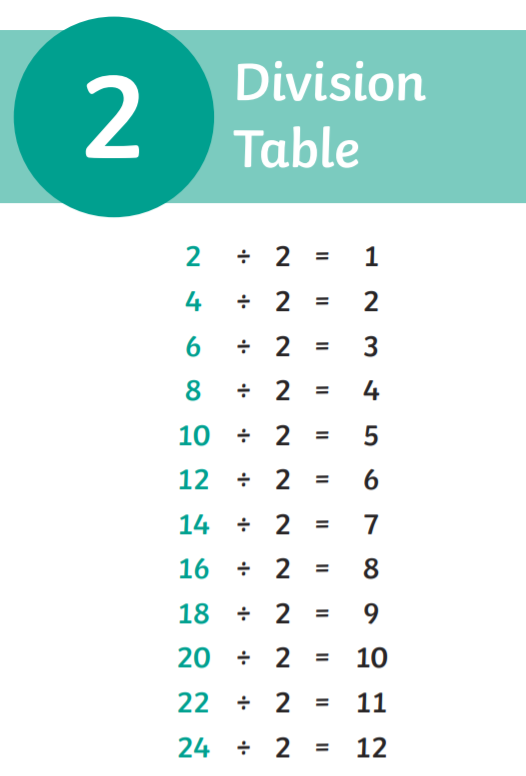 2
Division
Table
2 ÷ 2 = 1
4 ÷ 2 = 2
6 ÷ 2 = 3
8 ÷ 2 = 4
10 ÷ 2 = 5
12 ÷ 2 = 6
14 ÷ 2 = 7
16 ÷ 2 = 8
18 ÷ 2 = 9
20 ÷ 2 = 10
22 ÷ 2 = 11
24 ÷ 2 = 12